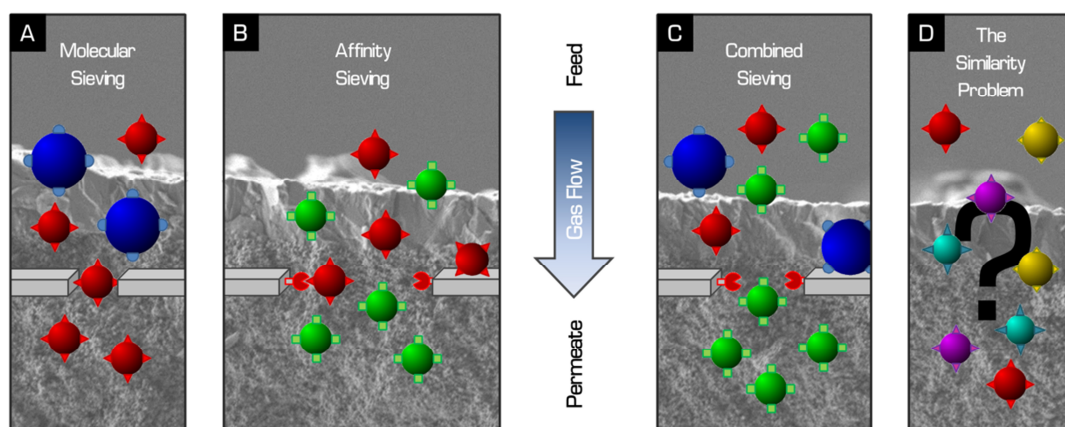 A
Molecular
Sieving
B
Affinity
Sieving
Feed
Gas Flow
Permeate
C
Combined
Sieving
D
The
Similarity
Problem
?